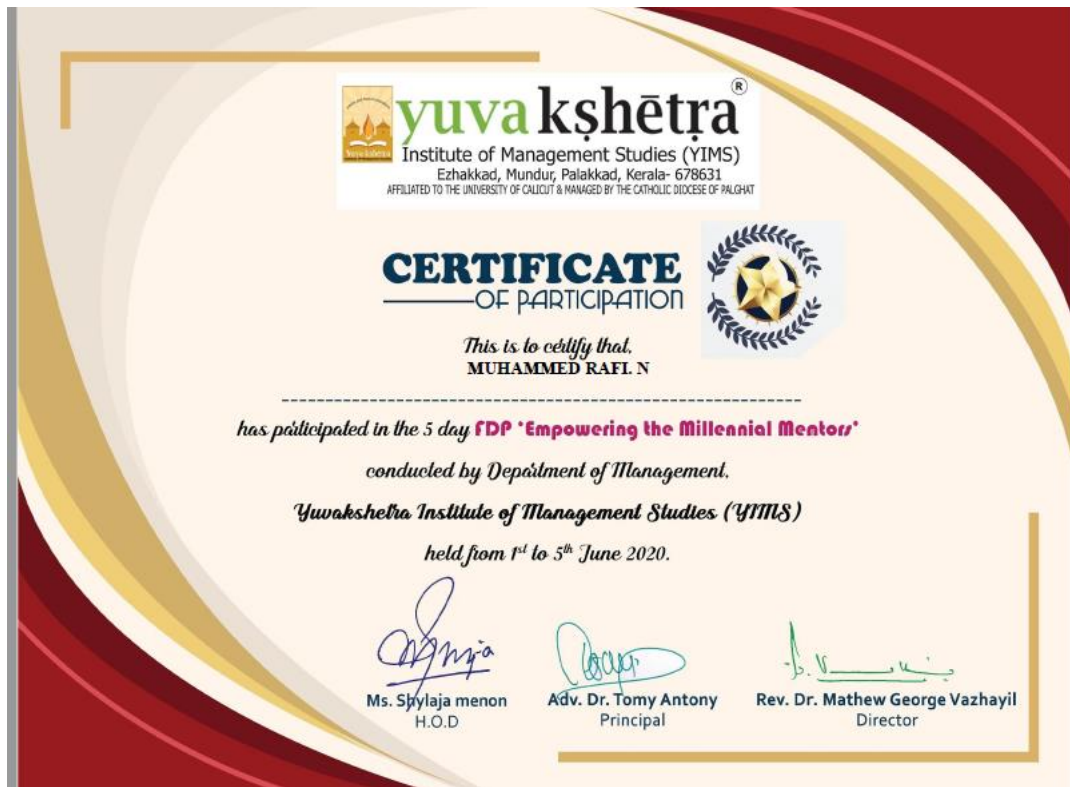 yuvakshētra®
Institute of Management Studies (YIMS)
Ezhakkad, Mundur, Palakkad, Kerala- 678631
AFFILIATED TO THE UNIVERSITY OF CALICUT & MANAGED BY THE CATHOLIC DIOCESE OF PALGHAT
CERTIFICATE
OF PARTICIPATION
This is to certify that,
MUHAMMED RAFI. N
has participated in the 5 day FDP 'Empowering the Millennial Mentors'
conducted by Department of Management,
Yuvakshetra Institute of Management Studies (YIMS)
held from 1st to 5th June 2020.
Ms. Shylaja menon
H.O.D
Adv. Dr. Tomy Antony
Principal
Rev. Dr. Mathew George Vazhayil
Director